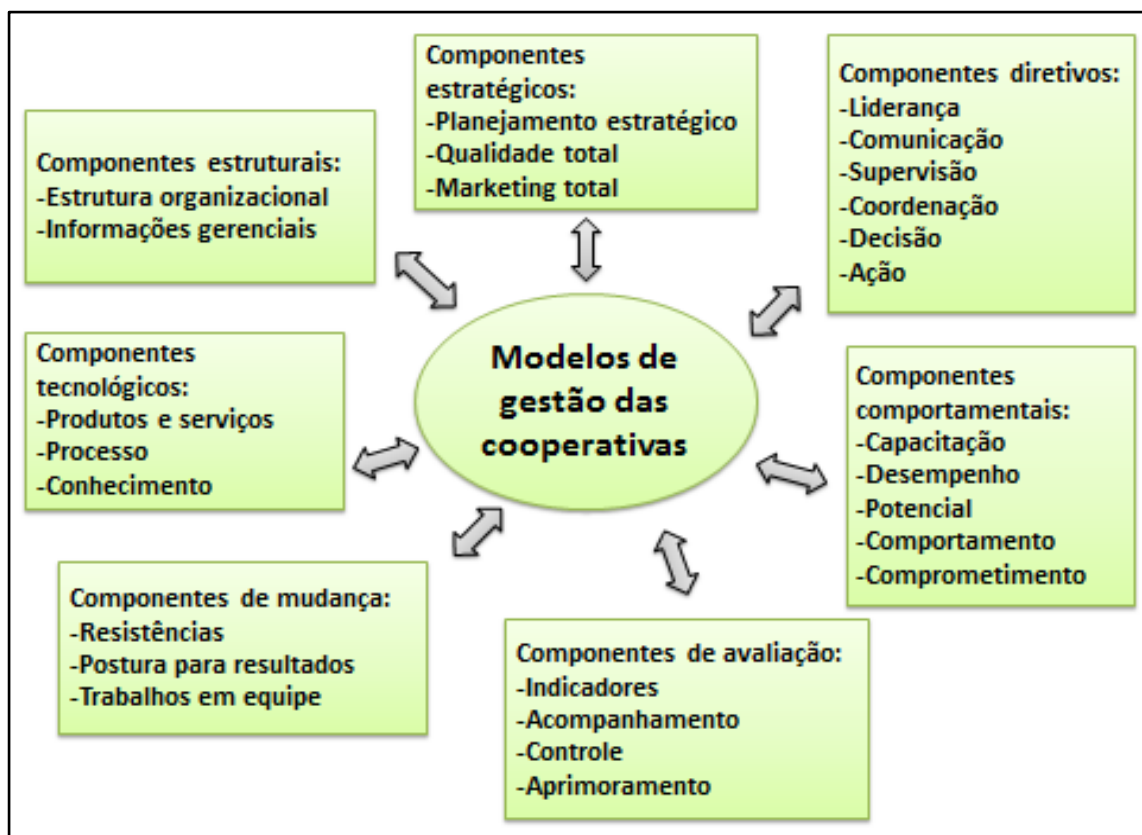 Componentes
estratégicos:
-Planejamento estratégico
-Qualidade total
-Marketing total
Componentes diretivos:
-Liderança
-Comunicação
-Supervisão
-Coordenação
-Decisão
-Ação
Componentes estruturais:
-Estrutura organizacional
-Informações gerenciais
Modelos de
gestão das
cooperativas
Componentes
tecnológicos:
-Produtos e serviços
-Processo
-Conhecimento
Componentes
comportamentais:
-Capacitação
-Desempenho
-Potencial
-Comportamento
-Comprometimento
Componentes de mudança:
-Resistências
-Postura para resultados
-Trabalhos em equipe
Componentes de avaliação:
-Indicadores
-Acompanhamento
-Controle
-Aprimoramento